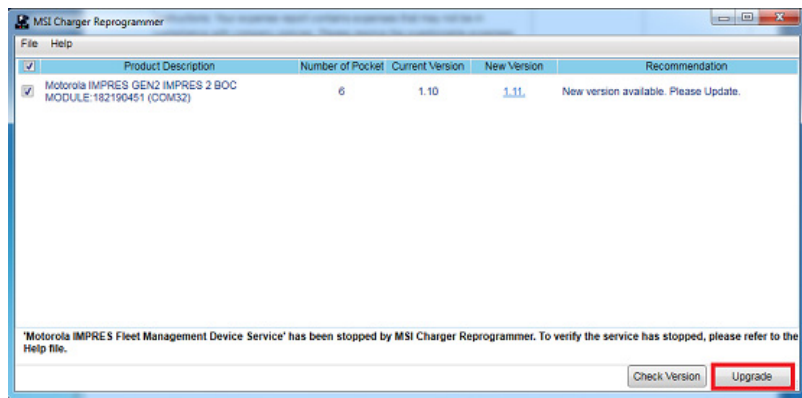 MSI Charger Reprogrammer
File Help
Product Description Number of Pocket Current Version New Version Recommendation
Motorola IMPRES GEN2 IMPRES 2 BOC
MODULE:182190451 (COM32) 6 1.10 1.11. New version available. Please Update.
'Motorola IMPRES Fleet Management Device Service' has been stopped by MSI Charger Reprogrammer. To verify the service has stopped, please refer to the
Help file.
Check Version Upgrade